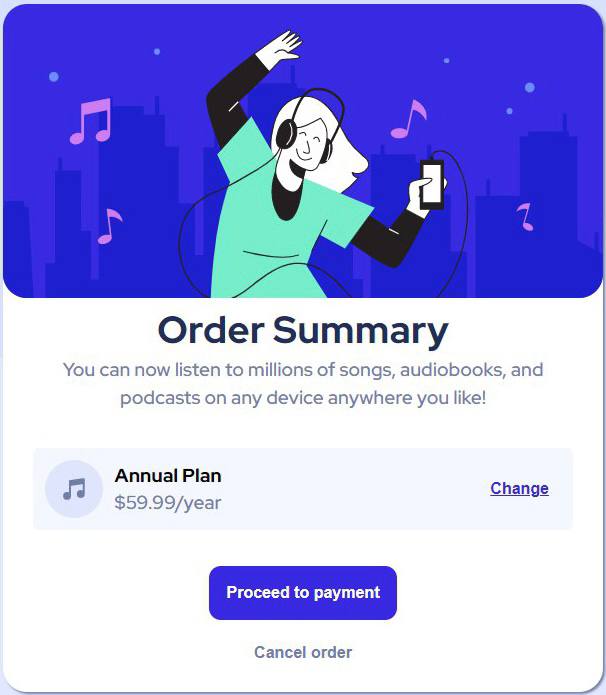 Order Summary
You can now listen to millions of songs, audiobooks, and
podcasts on any device anywhere you like!
Annual Plan
$59.99/year
Change
Proceed to payment
Cancel order